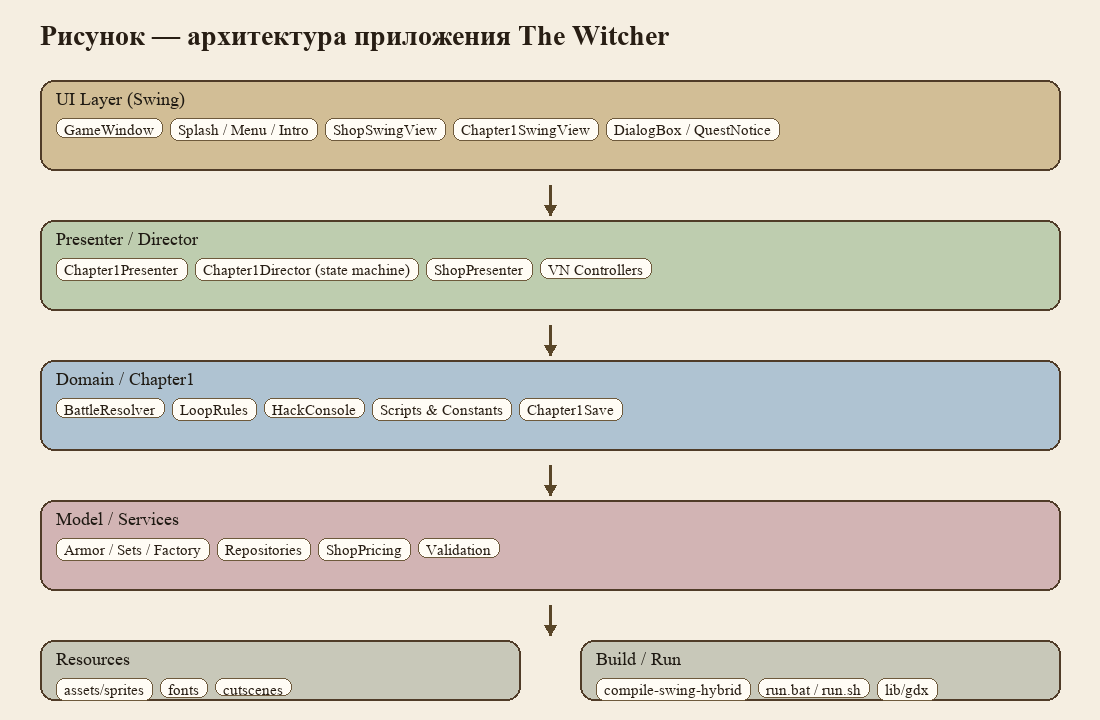 Рисунок — архитектура приложения The Witcher
UI Layer (Swing)
GameWindow Splash / Menu / Intro ShopSwingView Chapter1SwingView DialogBox / QuestNotice
Presenter / Director
Chapter1Presenter Chapter1Director (state machine) ShopPresenter VN Controllers
Domain / Chapter1
BattleResolver LoopRules HackConsole Scripts & Constants Chapter1Save
Model / Services
Armor / Sets / Factory Repositories ShopPricing Validation
Resources
assets/sprites fonts cutscenes
Build / Run
compile-swing-hybrid run.bat / run.sh lib/gdx